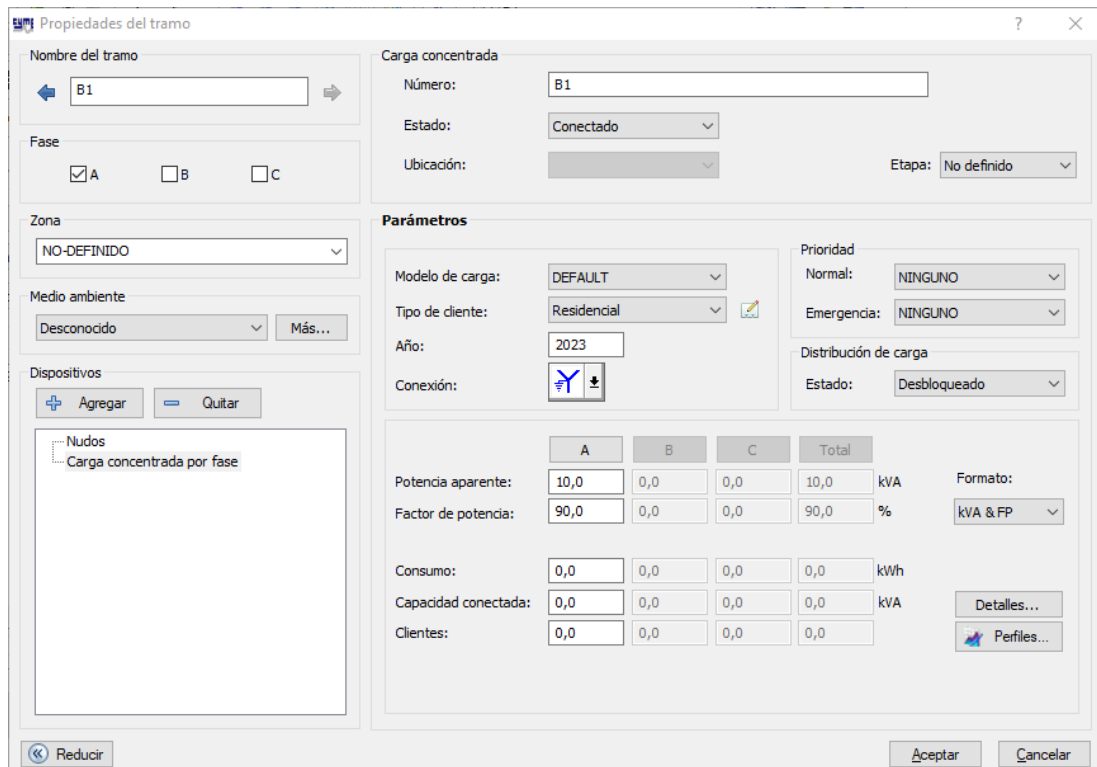 Propiedades del tramo ? ×
Nombre del tramo
B1
Fase
A B C
Zona
NO-DEFINIDO
Medio ambiente
Desconocido Más...
Dispositivos
Agregar Quitar
Nudos
Carga concentrada por fase
Carga concentrada
Número: B1
Estado: Conectado
Ubicación: Etapa: No definido
Parámetros
Modelo de carga: DEFAULT
Tipo de cliente: Residencial
Año: 2023
Conexión:
Prioridad
Normal: NINGUNO
Emergencia: NINGUNO
Distribución de carga
Estado: Desbloqueado
A B C Total
Potencia aparente: 10,0 0,0 0,0 10,0 kVA Formato:
Factor de potencia: 90,0 0,0 0,0 90,0 % kVA & FP
Consumo: 0,0 0,0 0,0 0,0 kWh
Capacidad conectada: 0,0 0,0 0,0 0,0 kVA Detalles...
Clientes: 0,0 0,0 0,0 0,0 Perfiles...
Reducir Aceptar Cancelar